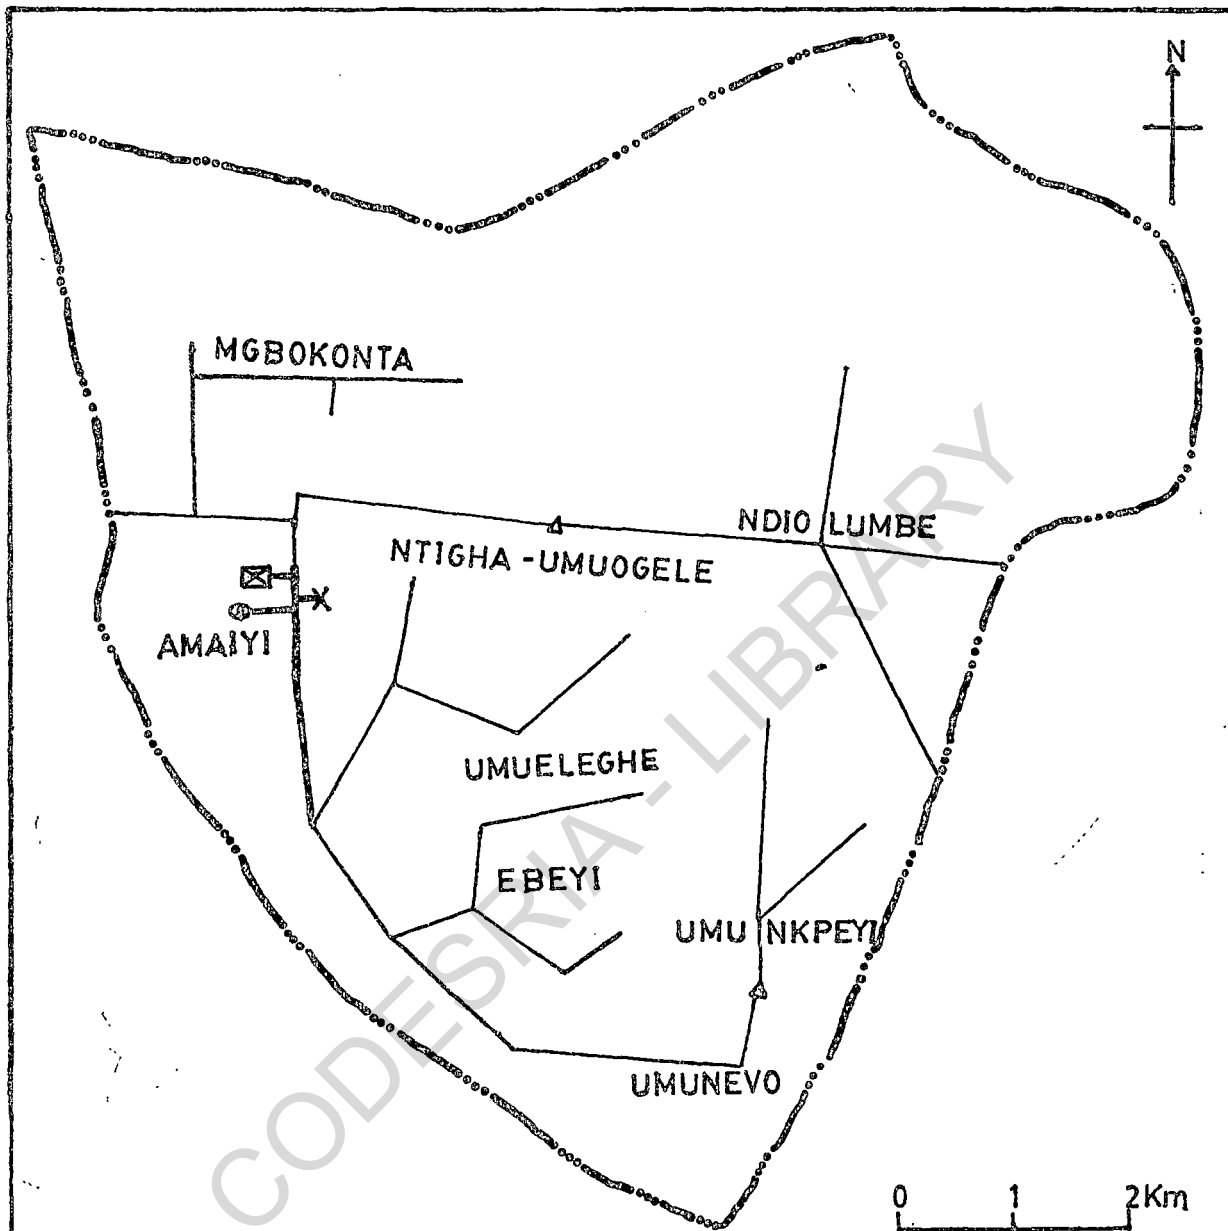 N
MGBOKONTA
NDIO LUMBE
NTIGHA - UMUOGELE
AMAIYI
UMUELEGHE
EBEYI
UMU NKPEYI
UMUNEVO
0 1 2Km
CODESRIA - LIBRARY